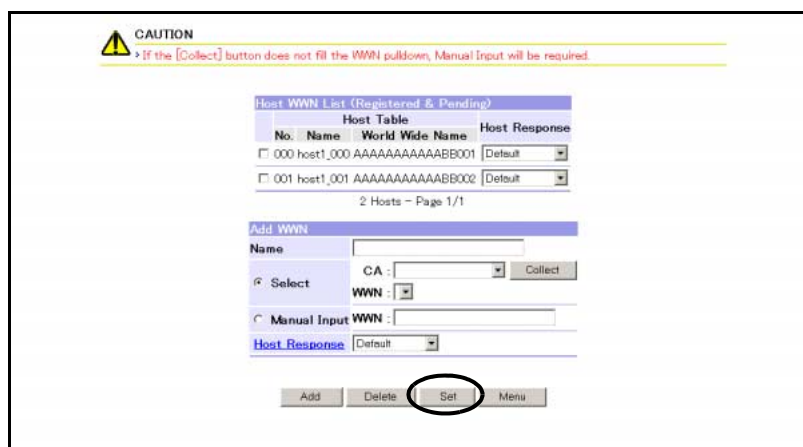 CAUTION
> If the [Collect] button does not fill the WWN pulldown, Manual Input will be required.
Host WWN List (Registered & Pending)
Host Table Host Response
No. Name World Wide Name
000 host1_000 AAAAAAAAAAABB001 Default
001 host1_001 AAAAAAAAAAABB002 Default
2 Hosts - Page 1/1
Add WWN
Name
Select CA : Collect
WWN :
Manual Input WWN :
Host Response Default
Add Delete Set Menu